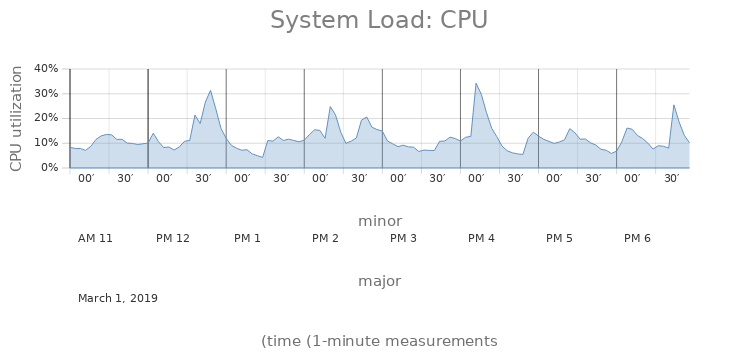 System Load: CPU
CPU utilization
40%
30%
20%
10%
0%
00′ 30′ 00′ 30′ 00′ 30′ 00′ 30′ 00′ 30′ 00′ 30′ 00′ 30′ 00′ 30′
minor
AM 11 PM 12 PM 1 PM 2 PM 3 PM 4 PM 5 PM 6
major
March 1, 2019
(time (1-minute measurements